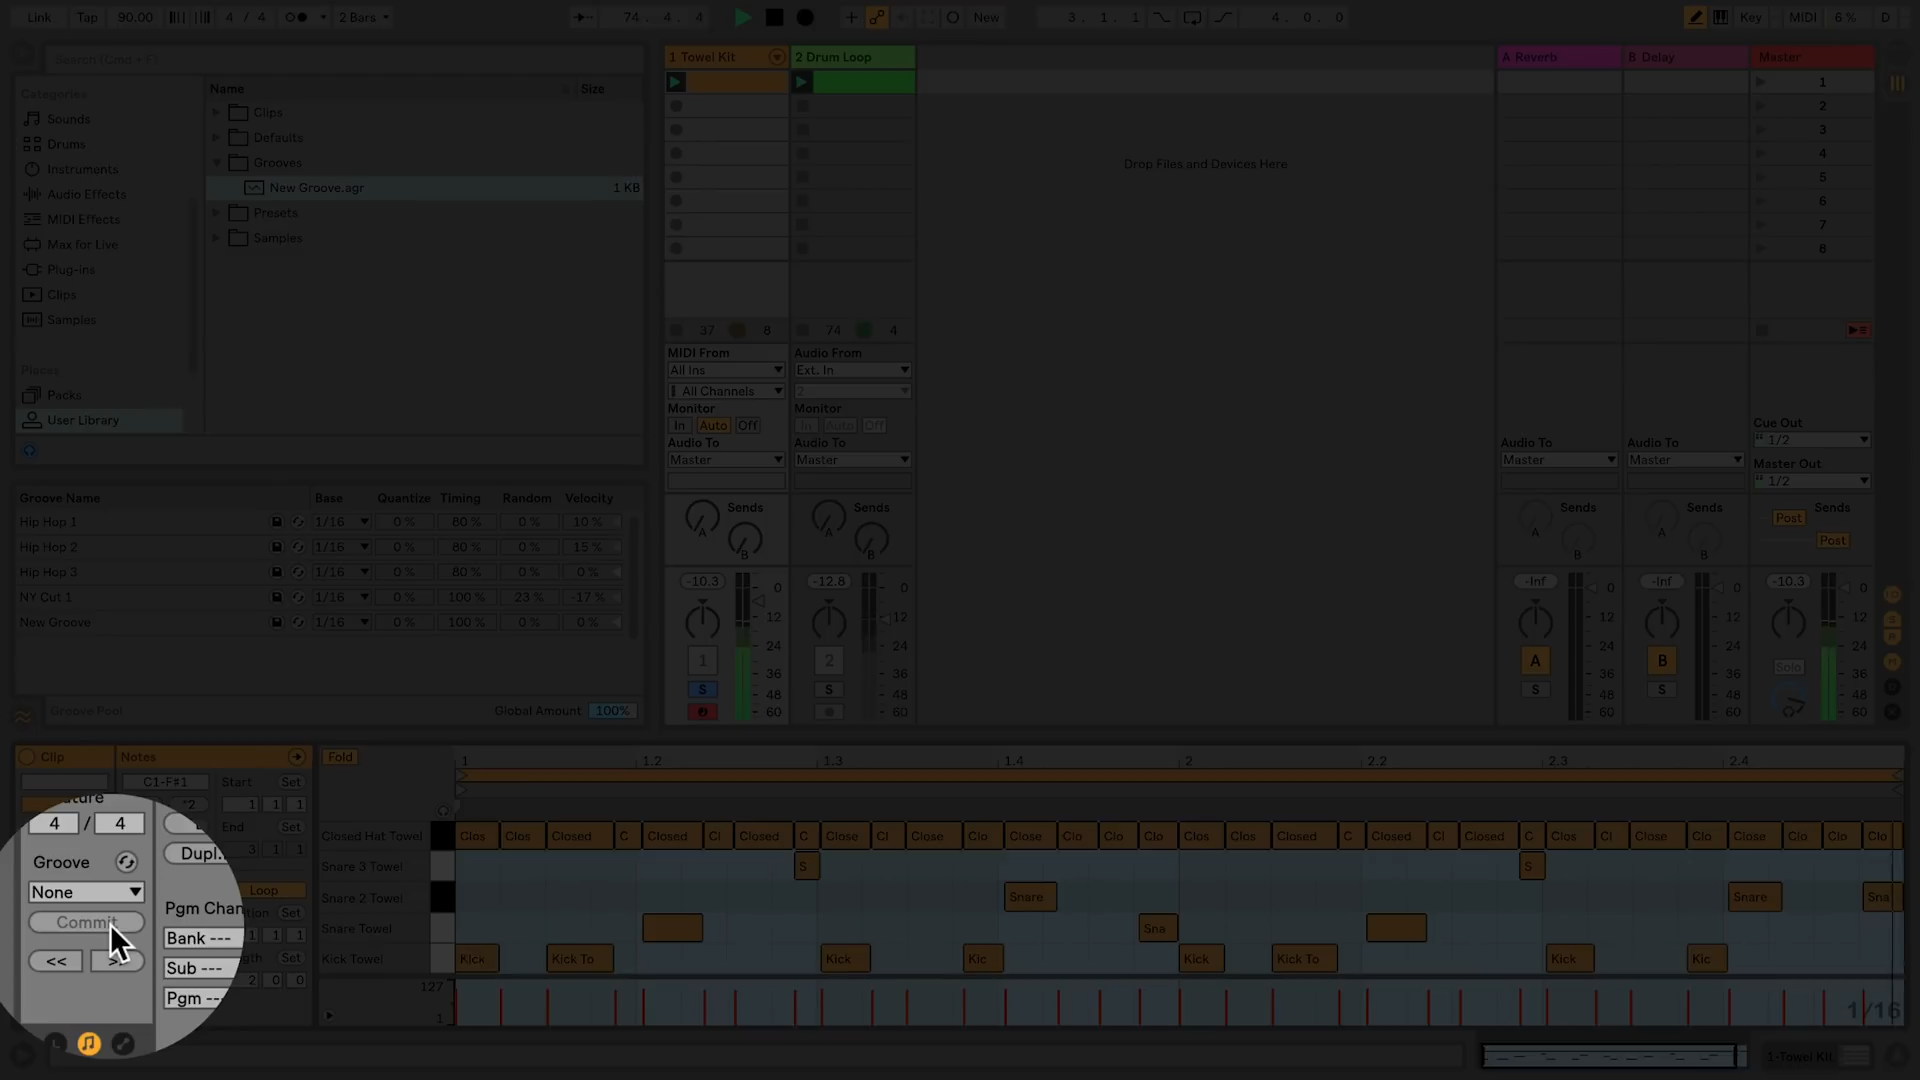 Link Tap 90.00 4 / 4 2 Bars 74. 4. 4 New 3. 1. 1 4. 0. 0 Key MIDI 6 % D
Search (Cmd + F)
Categories
Sounds
Drums
Instruments
Audio Effects
MIDI Effects
Max for Live
Plug-ins
Clips
Samples
Places
Packs
User Library
Name Size
Clips
Defaults
Grooves
New Groove.agr 1 KB
Presets
Samples
Groove Name Base Quantize Timing Random Velocity
Hip Hop 1 1/16 0 % 80 % 0 % 10 %
Hip Hop 2 1/16 0 % 80 % 0 % 15 %
Hip Hop 3 1/16 0 % 80 % 0 % 0 %
NY Cut 1 1/16 0 % 100 % 23 % -17 %
New Groove 1/16 0 % 100 % 0 % 0 %
Groove Pool Global Amount 100%
1 Towel Kit 2 Drum Loop A Reverb B Delay Master
1
2
3
4
5
6
7
8
Drop Files and Devices Here
37 8 74 4
MIDI From Audio From
All Ins Ext. In
All Channels 2
Monitor Monitor
In Auto Off In Auto Off
Audio To Audio To Audio To Audio To
Master Master Master Master
Cue Out
1/2
Master Out
1/2
Sends Sends Sends Sends Sends
A B A B A B A B Post Post
-10.3 -12.8 -Inf -Inf -10.3
0 12 24 36 48 60
0 12 24 36 48 60
0 12 24 36 48 60
0 12 24 36 48 60
0 12 24 36 48 60
1 2 A B Solo
S S S S
Clip Notes Fold
C1-F#1 Start Set
*2 1 1 1
End Set
3 1 1
ature
4 / 4
Groove Dupl..
None Loop
Commit Pgm Chan tion Set
Bank --- 1 1 1
<< >> gth Set
Sub --- 2 0 0
Pgm --
1 1.2 1.3 1.4 2 2.2 2.3 2.4
Closed Hat Towel Clos Clos Closed C Closed Cl Closed C Close Cl Close Clo Close Clo Clo Clo Clos Clos Closed C Closed Cl Closed C Clos Cl Close Clo Close Clo Clo Clo
Snare 3 Towel S S
Snare 2 Towel Snare Snare Sna
Snare Towel Sna
Kick Towel Kick Kick To Kick Kic Kick Kick To Kick Kic
127
1
1/16
1-Towel Kit